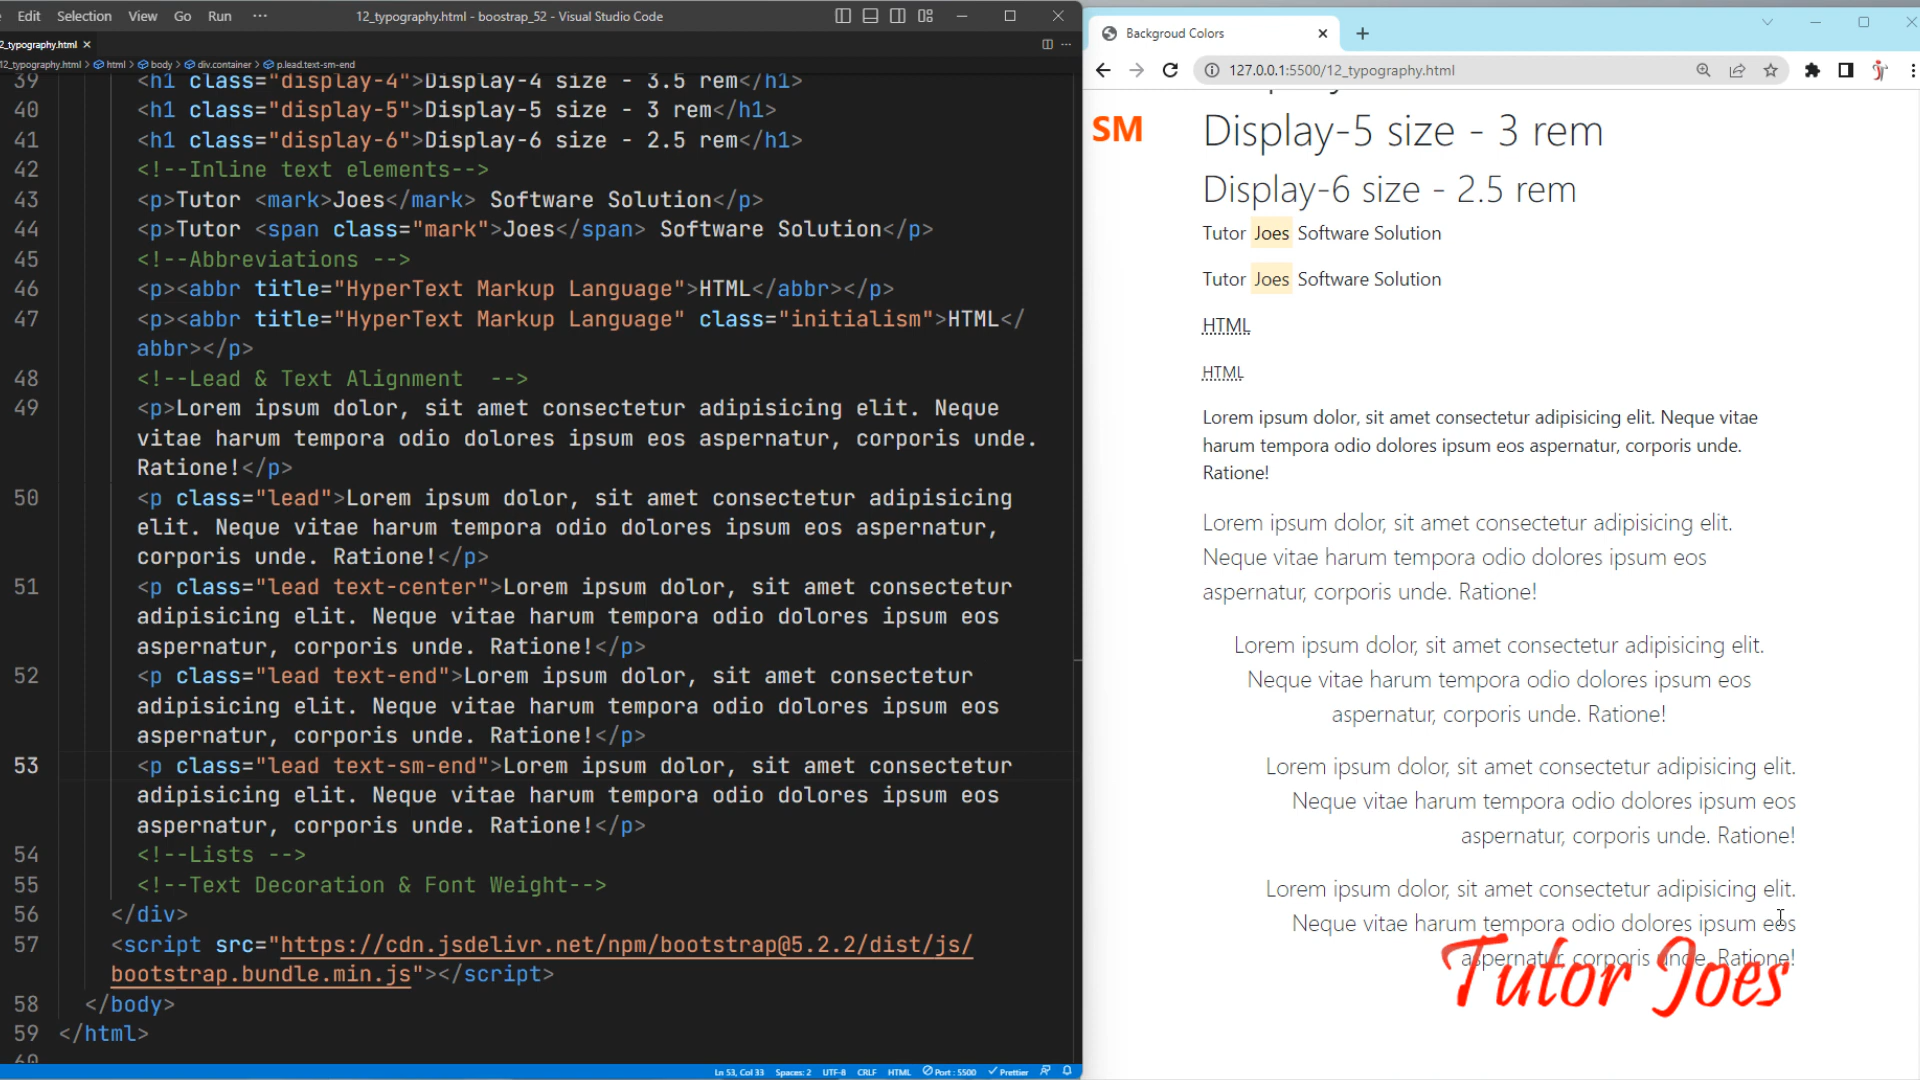 Edit Selection View Go Run ··· 12_typography.html - boostrap_52 - Visual Studio Code
2_typography.html ×
12_typography.html > html > body > div.container > p.lead.text-sm-end
39 <h1 class="display-4">Display-4 size - 3.5 rem</h1>
40 <h1 class="display-5">Display-5 size - 3 rem</h1>
41 <h1 class="display-6">Display-6 size - 2.5 rem</h1>
42 <!--Inline text elements-->
43 <p>Tutor <mark>Joes</mark> Software Solution</p>
44 <p>Tutor <span class="mark">Joes</span> Software Solution</p>
45 <!--Abbreviations -->
46 <p><abbr title="HyperText Markup Language">HTML</abbr></p>
47 <p><abbr title="HyperText Markup Language" class="initialism">HTML</
abbr></p>
48 <!--Lead & Text Alignment  -->
49 <p>Lorem ipsum dolor, sit amet consectetur adipisicing elit. Neque
vitae harum tempora odio dolores ipsum eos aspernatur, corporis unde.
Ratione!</p>
50 <p class="lead">Lorem ipsum dolor, sit amet consectetur adipisicing
elit. Neque vitae harum tempora odio dolores ipsum eos aspernatur,
corporis unde. Ratione!</p>
51 <p class="lead text-center">Lorem ipsum dolor, sit amet consectetur
adipisicing elit. Neque vitae harum tempora odio dolores ipsum eos
aspernatur, corporis unde. Ratione!</p>
52 <p class="lead text-end">Lorem ipsum dolor, sit amet consectetur
adipisicing elit. Neque vitae harum tempora odio dolores ipsum eos
aspernatur, corporis unde. Ratione!</p>
53 <p class="lead text-sm-end">Lorem ipsum dolor, sit amet consectetur
adipisicing elit. Neque vitae harum tempora odio dolores ipsum eos
aspernatur, corporis unde. Ratione!</p>
54 <!--Lists -->
55 <!--Text Decoration & Font Weight-->
56 </div>
57 <script src="https://cdn.jsdelivr.net/npm/bootstrap@5.2.2/dist/js/
bootstrap.bundle.min.js"></script>
58 </body>
59 </html>
60
Ln 53, Col 33 Spaces: 2 UTF-8 CRLF HTML Port : 5500 Prettier
Backgroud Colors
127.0.0.1:5500/12_typography.html
SM
Display-5 size - 3 rem
Display-6 size - 2.5 rem
Tutor Joes Software Solution
Tutor Joes Software Solution
HTML
HTML
Lorem ipsum dolor, sit amet consectetur adipisicing elit. Neque vitae
harum tempora odio dolores ipsum eos aspernatur, corporis unde.
Ratione!
Lorem ipsum dolor, sit amet consectetur adipisicing elit.
Neque vitae harum tempora odio dolores ipsum eos
aspernatur, corporis unde. Ratione!
Lorem ipsum dolor, sit amet consectetur adipisicing elit.
Neque vitae harum tempora odio dolores ipsum eos
aspernatur, corporis unde. Ratione!
Lorem ipsum dolor, sit amet consectetur adipisicing elit.
Neque vitae harum tempora odio dolores ipsum eos
aspernatur, corporis unde. Ratione!
Lorem ipsum dolor, sit amet consectetur adipisicing elit.
Neque vitae harum tempora odio dolores ipsum eos
aspernatur, corporis unde. Ratione!
Tutor Joes